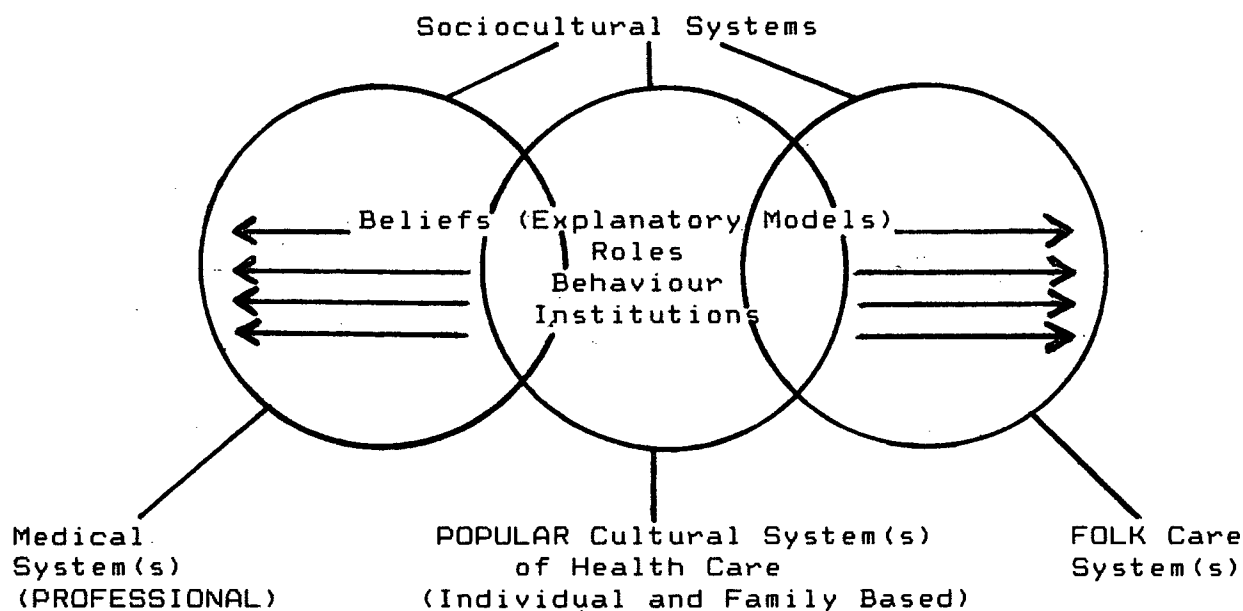 Sociocultural Systems
Beliefs (Explanatory Models)
Roles
Behaviour
Institutions
Medical
System(s)
(PROFESSIONAL)
POPULAR Cultural System(s)
of Health Care
(Individual and Family Based)
FOLK Care
System(s)